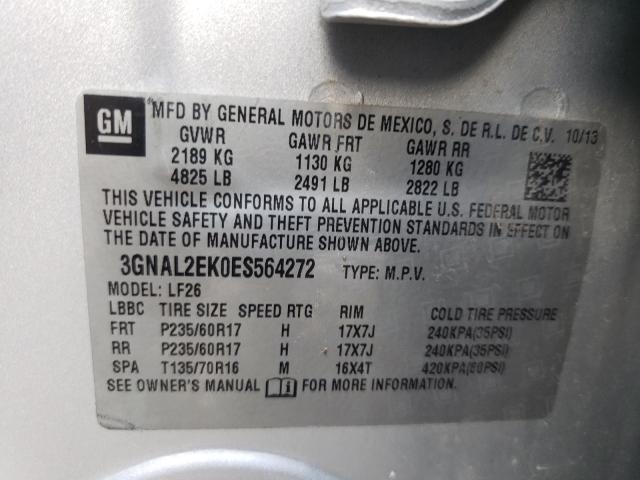 GM
MFD BY GENERAL MOTORS DE MEXICO, S. DE R.L. DE C.V. 10/13
GVWR GAWR FRT GAWR RR
2189 KG 1130 KG 1280 KG
4825 LB 2491 LB 2822 LB
THIS VEHICLE CONFORMS TO ALL APPLICABLE U.S. FEDERAL MOTOR
VEHICLE SAFETY AND THEFT PREVENTION STANDARDS IN EFFECT ON
THE DATE OF MANUFACTURE SHOWN ABOVE.
3GNAL2EK0ES564272 TYPE: M.P.V.
MODEL: LF26
LBBC TIRE SIZE SPEED RTG RIM COLD TIRE PRESSURE
FRT P235/60R17 H 17X7J 240KPA(35PSI)
RR P235/60R17 H 17X7J 240KPA(35PSI)
SPA T135/70R16 M 16X4T 420KPA(60PSI)
SEE OWNER'S MANUAL i FOR MORE INFORMATION.